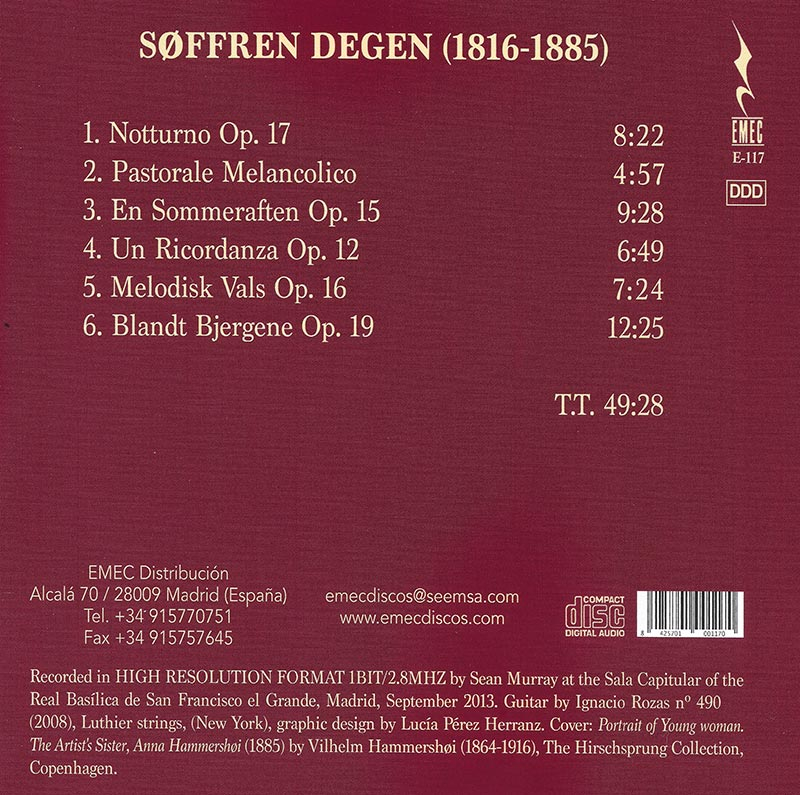 SØFFREN DEGEN (1816-1885)
EMEC
E-117
DDD
1. Notturno Op. 17 8:22
2. Pastorale Melancolico 4:57
3. En Sommeraften Op. 15 9:28
4. Un Ricordanza Op. 12 6:49
5. Melodisk Vals Op. 16 7:24
6. Blandt Bjergene Op. 19 12:25
T.T. 49:28
EMEC Distribución
Alcalá 70 / 28009 Madrid (España)
Tel. +34 915770751
Fax +34 915757645
emecdiscos@seemsa.com
www.emecdiscos.com
COMPACT
disc
DIGITAL AUDIO
8 425701 001170
Recorded in HIGH RESOLUTION FORMAT 1BIT/2.8MHZ by Sean Murray at the Sala Capitular of the
Real Basílica de San Francisco el Grande, Madrid, September 2013. Guitar by Ignacio Rozas nº 490
(2008), Luthier strings, (New York), graphic design by Lucía Pérez Herranz. Cover: Portrait of Young woman.
The Artist's Sister, Anna Hammershøi (1885) by Vilhelm Hammershøi (1864-1916), The Hirschsprung Collection,
Copenhagen.